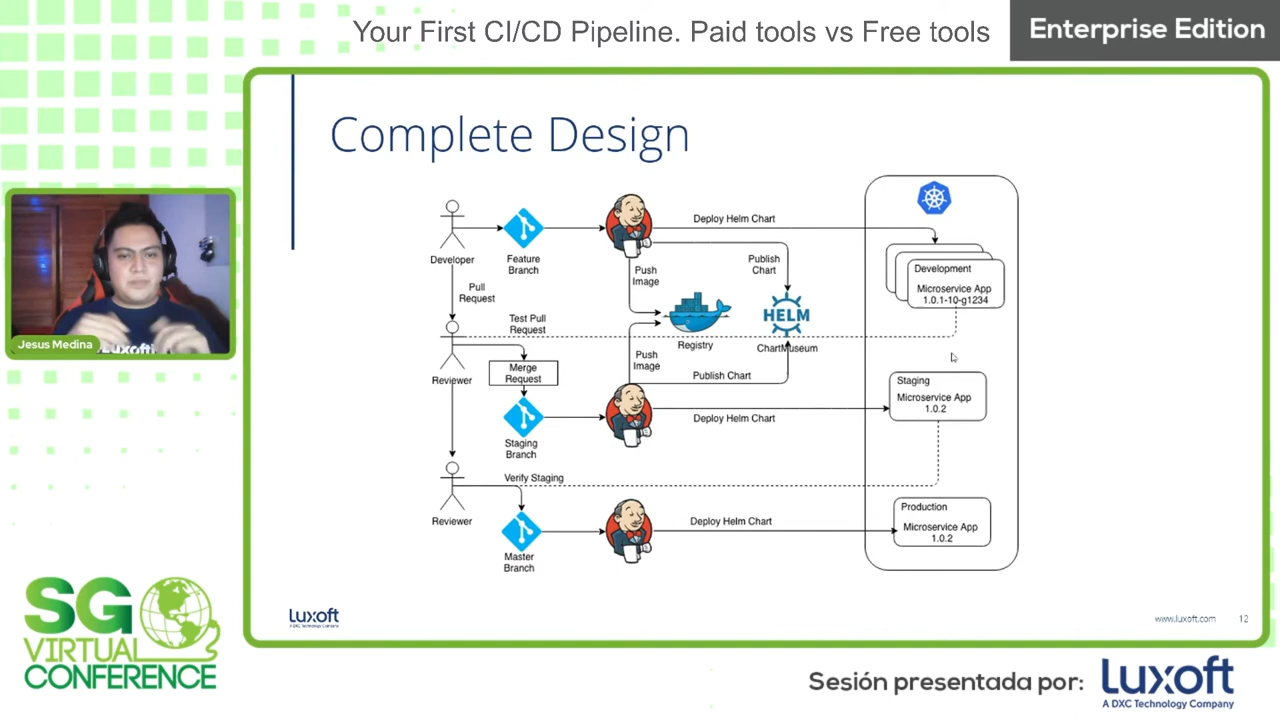 Your First CI/CD Pipeline. Paid tools vs Free tools
Enterprise Edition
Complete Design
Deploy Helm Chart
Developer
Feature
Branch
Push
Image
Publish
Chart
Development
Microservice App
1.0.1-10-g1234
Pull
Request
Test Pull
Request
Registry
HELM
ChartMuseum
Reviewer
Merge
Request
Push
Image
Publish Chart
Staging
Microservice App
1.0.2
Deploy Helm Chart
Staging
Branch
Verify Staging
Reviewer
Production
Microservice App
1.0.2
Deploy Helm Chart
Master
Branch
Jesus Medina
Luxoft
Luxoft
A DXC Technology Company
www.luxoft.com
12
SG
VIRTUAL
CONFERENCE
Sesión presentada por:
Luxoft
A DXC Technology Company